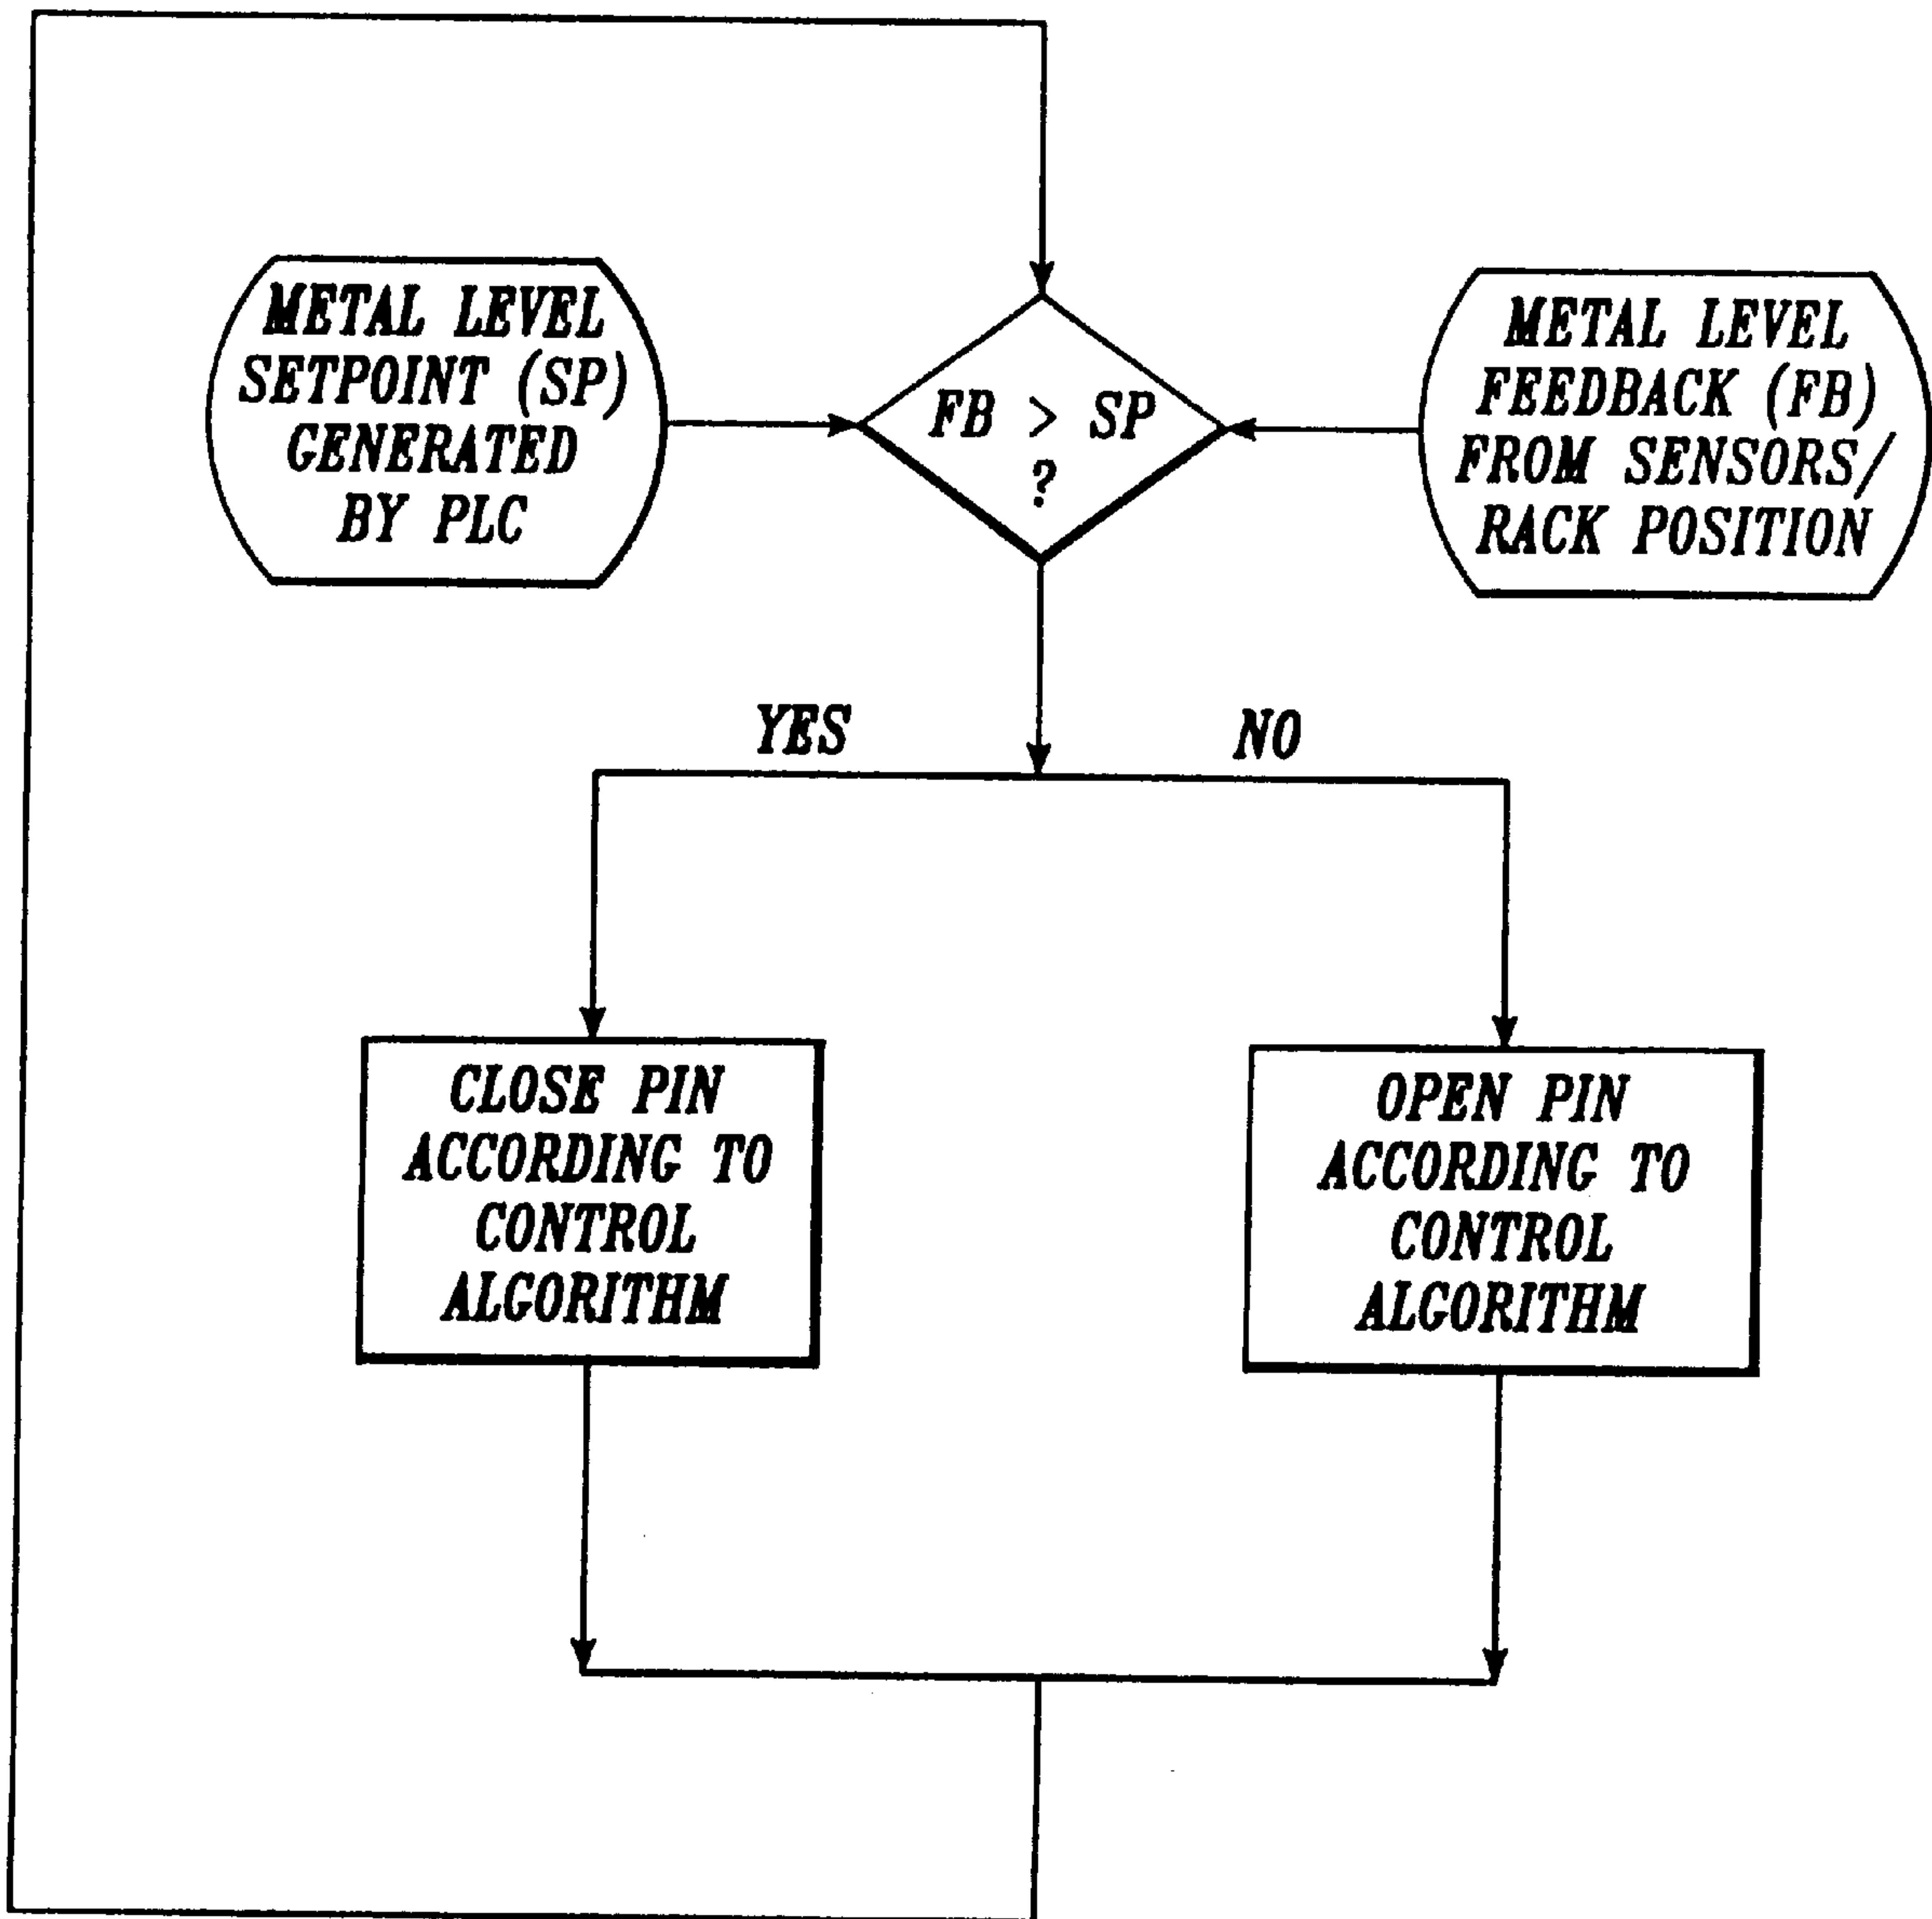 METAL LEVEL
SETPOINT (SP)
GENERATED
BY PLC
FB > SP
?
METAL LEVEL
FEEDBACK (FB)
FROM SENSORS/
RACK POSITION
YES
NO
CLOSE PIN
ACCORDING TO
CONTROL
ALGORITHM
OPEN PIN
ACCORDING TO
CONTROL
ALGORITHM